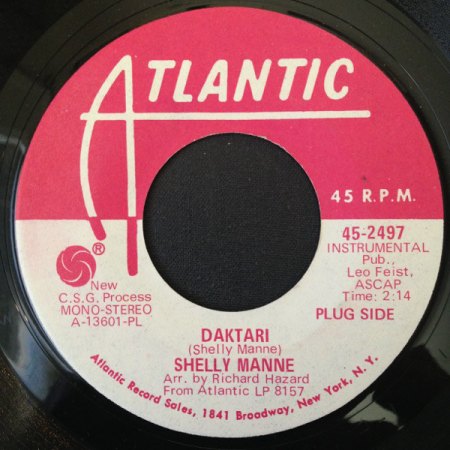 ATLANTIC
45 R.P.M.
®
New
C.S.G. Process
MONO-STEREO
A-13601-PL
45-2497
INSTRUMENTAL
Pub.,
Leo Feist,
ASCAP
Time: 2:14
PLUG SIDE
DAKTARI
(Shelly Manne)
SHELLY MANNE
Arr. by Richard Hazard
From Atlantic LP 8157
Atlantic Record Sales, 1841 Broadway, New York, N.Y.